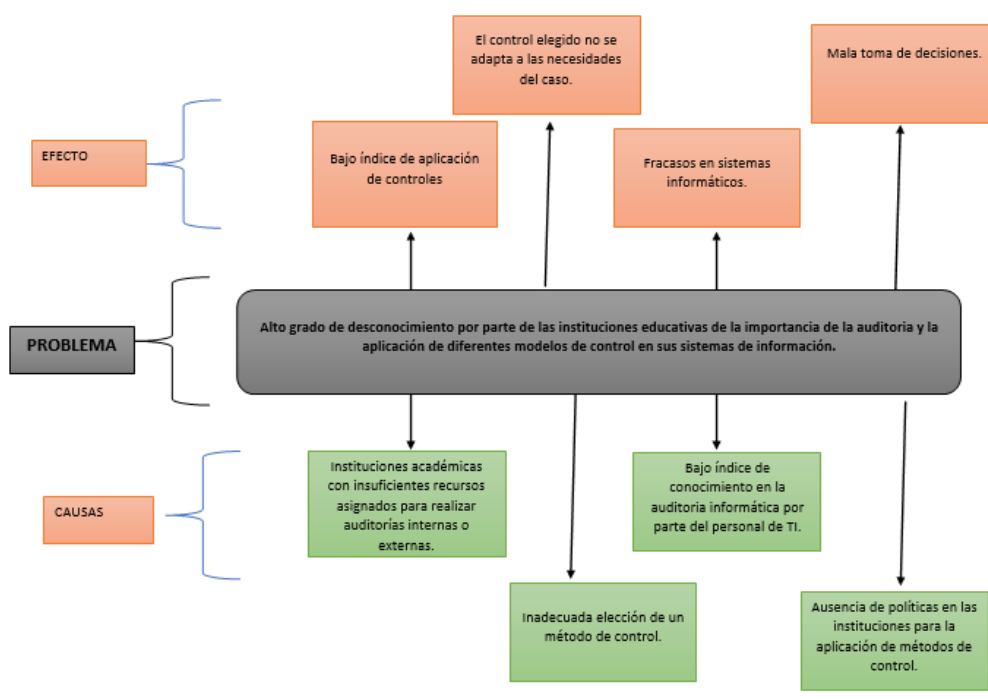 El control elegido no se
adapta a las necesidades
del caso.
Mala toma de decisiones.
EFECTO
Bajo índice de aplicación
de controles
Fracasos en sistemas
informáticos.
PROBLEMA
Alto grado de desconocimiento por parte de las instituciones educativas de la importancia de la auditoria y la
aplicación de diferentes modelos de control en sus sistemas de información.
CAUSAS
Instituciones académicas
con insuficientes recursos
asignados para realizar
auditorías internas o
externas.
Bajo índice de
conocimiento en la
auditoria informática por
parte del personal de TI.
Inadecuada elección de un
método de control.
Ausencia de políticas en las
instituciones para la
aplicación de métodos de
control.